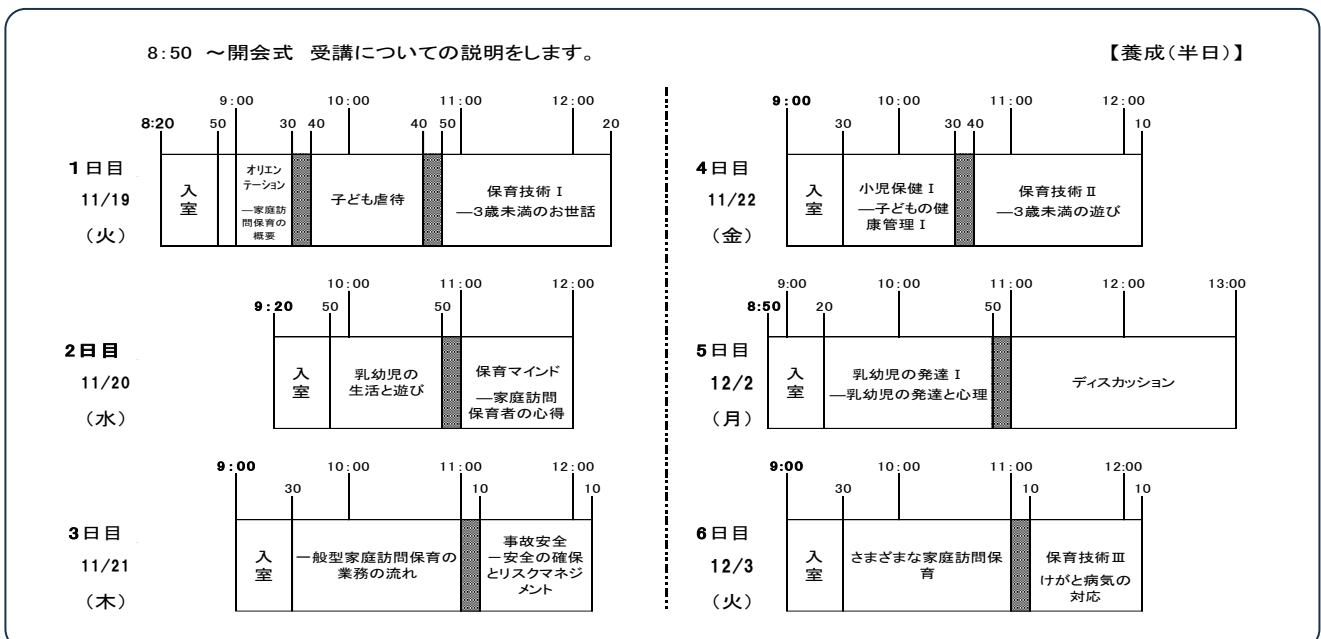 8:50 ～開会式 受講についての説明をします。
【養成(半日)】
9:00 10:00 11:00 12:00
8:20 50 30 40 40 50 20
1日目
11/19
(火)
入
室
オリエン
テーション
―家庭訪
問保育の
概要
子ども虐待
保育技術Ⅰ
―3歳未満のお世話
10:00 11:00 12:00
9:20 50 50
2日目
11/20
(水)
入
室
乳幼児の
生活と遊び
保育マインド
―家庭訪問
保育者の心得
9:00 10:00 11:00 12:00
30 10 10
3日目
11/21
(木)
入
室
一般型家庭訪問保育の
業務の流れ
事故安全
－安全の確保
とリスクマネジ
メント
9:00 10:00 11:00 12:00
30 30 40 10
4日目
11/22
(金)
入
室
小児保健Ⅰ
―子どもの健
康管理Ⅰ
保育技術Ⅱ
―3歳未満の遊び
9:00 10:00 11:00 12:00 13:00
8:50 20 50
5日目
12/2
(月)
入
室
乳幼児の発達Ⅰ
―乳幼児の発達と心理
ディスカッション
9:00 10:00 11:00 12:00
30 10 10
6日目
12/3
(火)
入
室
さまざまな家庭訪問保
育
保育技術Ⅲ
けがと病気の
対応